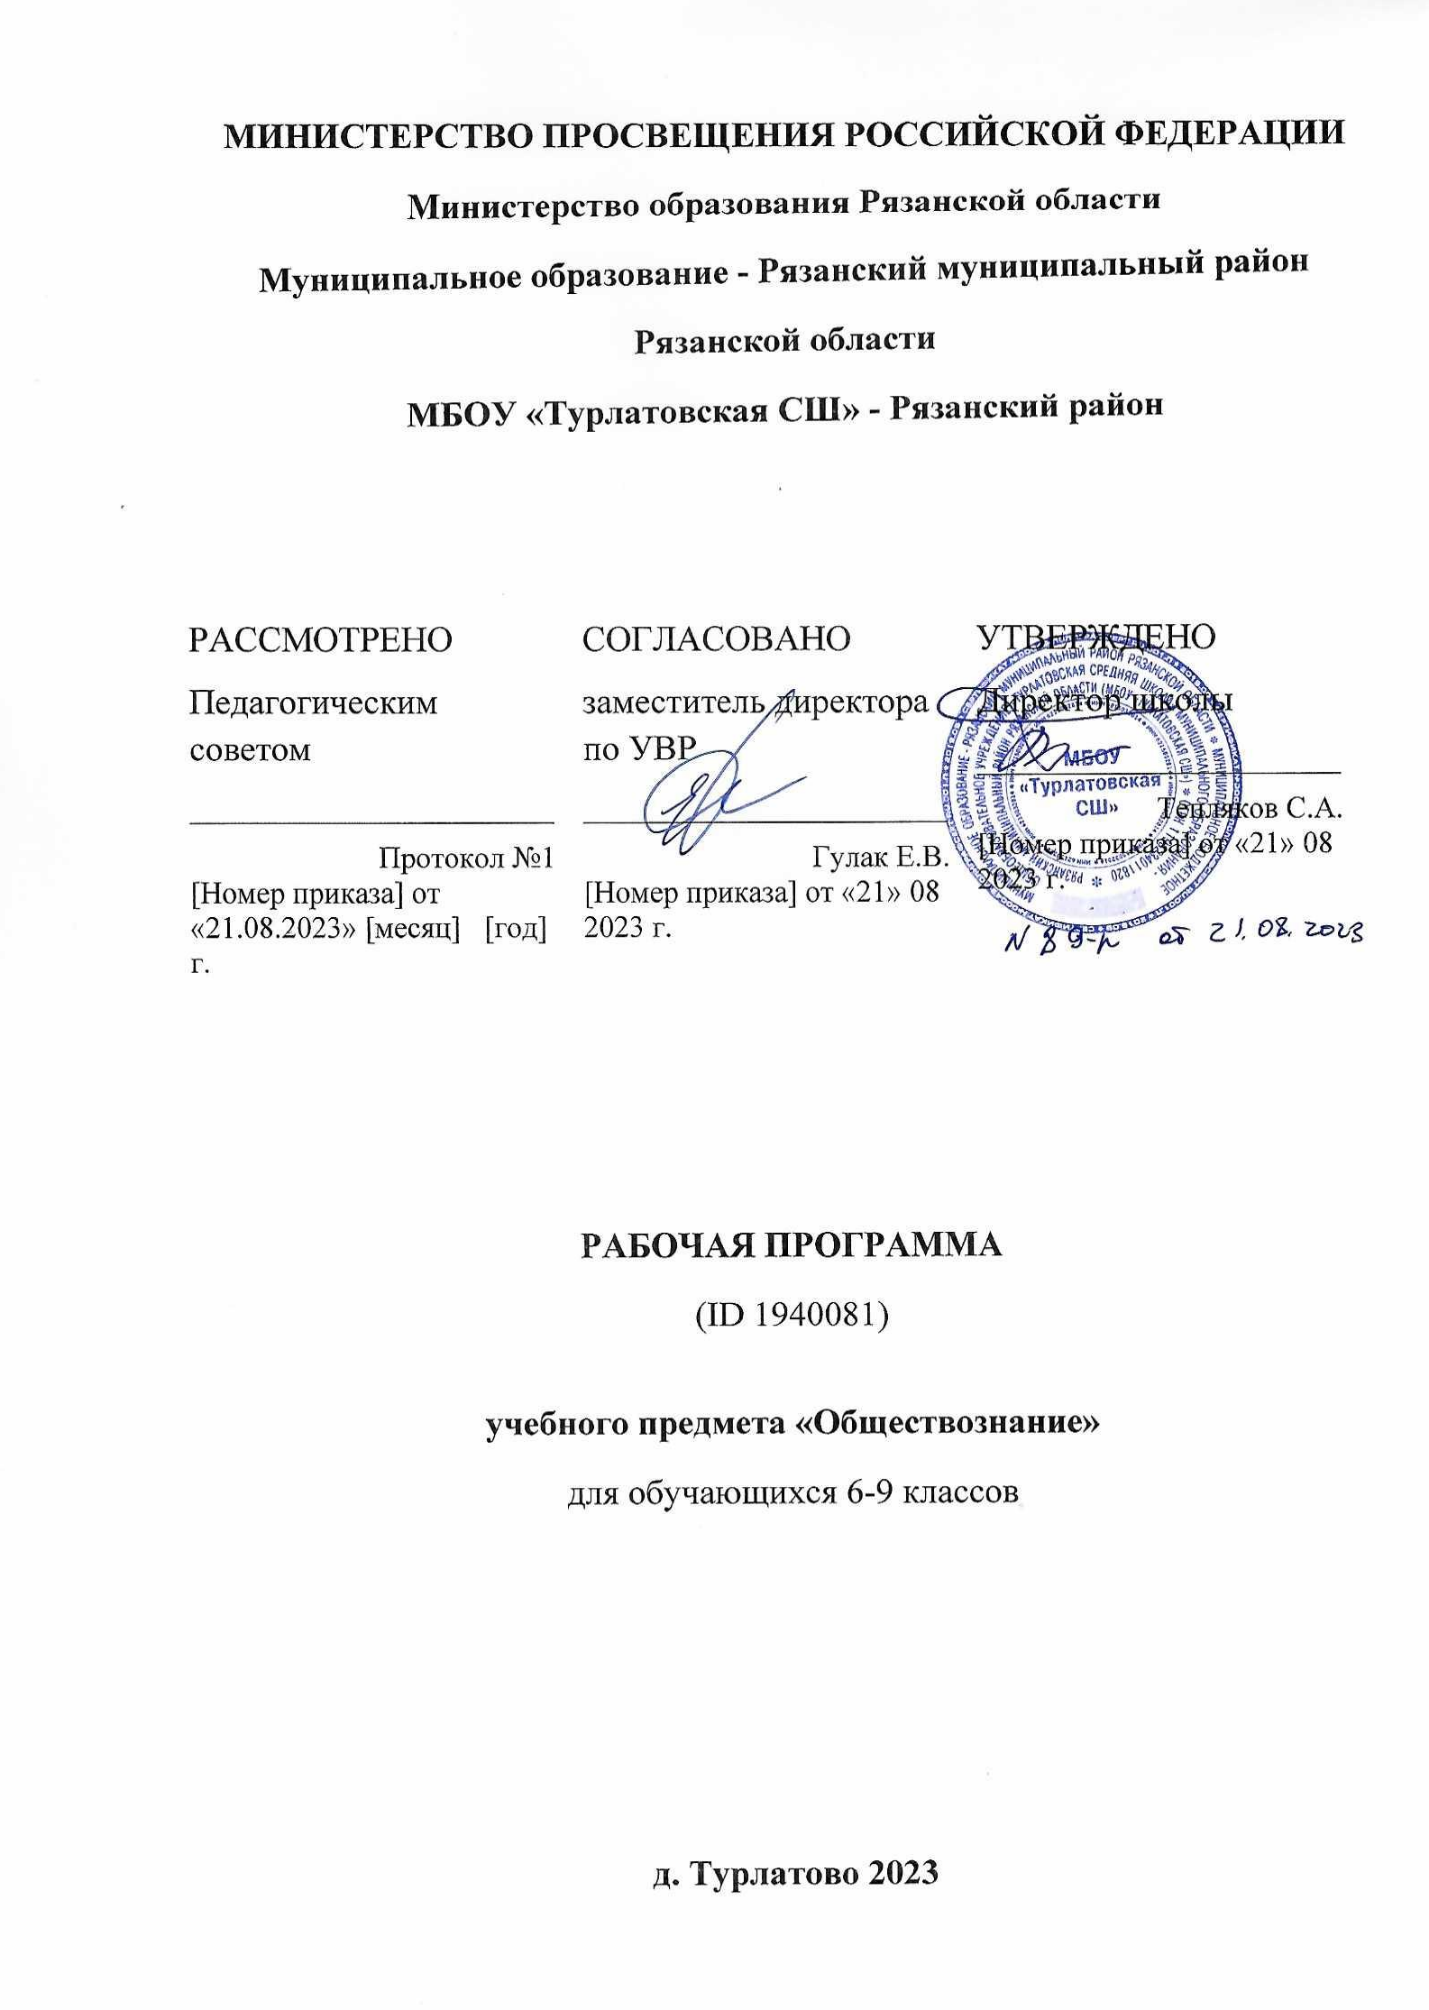 МИНИСТЕРСТВО ПРОСВЕЩЕНИЯ РОССИЙСКОЙ ФЕДЕРАЦИИ
Министерство образования Рязанской области
Муниципальное образование - Рязанский муниципальный район
Рязанской области
МБОУ «Турлатовская СШ» - Рязанский район
РАССМОТРЕНО
Педагогическим
советом
Протокол №1
[Номер приказа] от
«21.08.2023» [месяц] [год]
г.
СОГЛАСОВАНО
заместитель директора
по УВР
Гулак Е.В.
[Номер приказа] от «21» 08
2023 г.
УТВЕРЖДЕНО
Директор школы
Тепляков С.А.
[Номер приказа] от «21» 08
2023 г.
МБОУ
«Турлатовская
СШ»
N 89-р от 21.08.2023
РАБОЧАЯ ПРОГРАММА
(ID 1940081)
учебного предмета «Обществознание»
для обучающихся 6-9 классов
д. Турлатово 2023